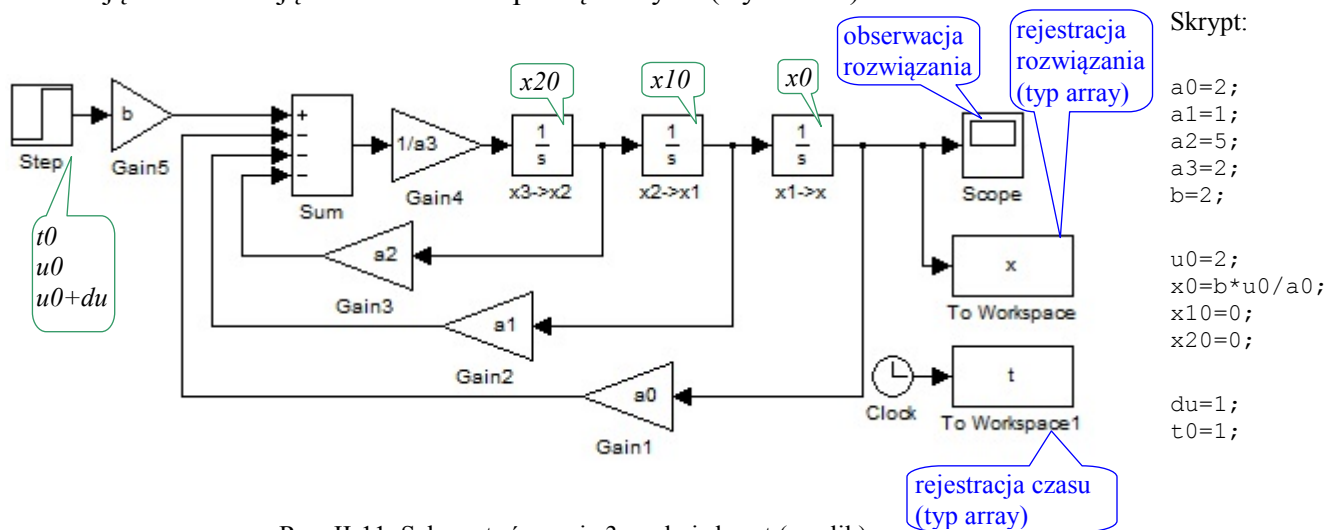 Skrypt:
obserwacja
rozwiązania
rejestracja
rozwiązania
(typ array)
x20
x10
x0
a0=2;
a1=1;
a2=5;
a3=2;
b=2;
b
+
−
−
−
1/a3
1
s
1
s
1
s
Step
Gain5
Sum
Gain4
x3->x2
x2->x1
x1->x
Scope
t0
u0
u0+du
a2
Gain3
x
To Workspace
u0=2;
x0=b*u0/a0;
x10=0;
x20=0;
a1
Gain2
a0
Gain1
Clock
t
To Workspace1
du=1;
t0=1;
rejestracja czasu
(typ array)